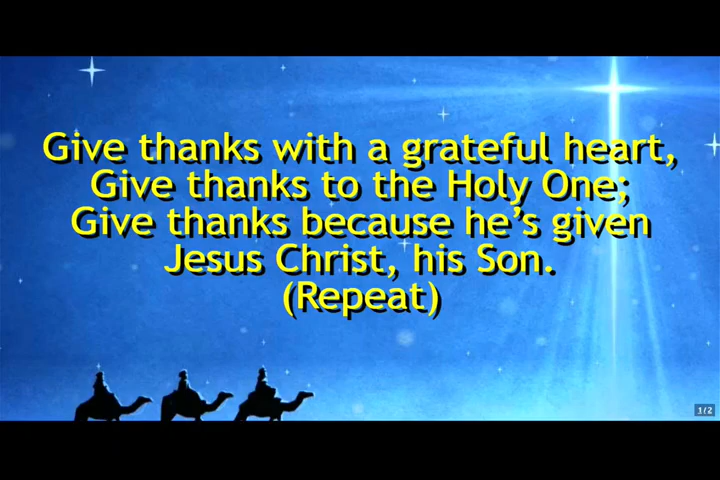 Give thanks with a grateful heart,
Give thanks to the Holy One;
Give thanks because he’s given
Jesus Christ, his Son.
(Repeat)
1/2